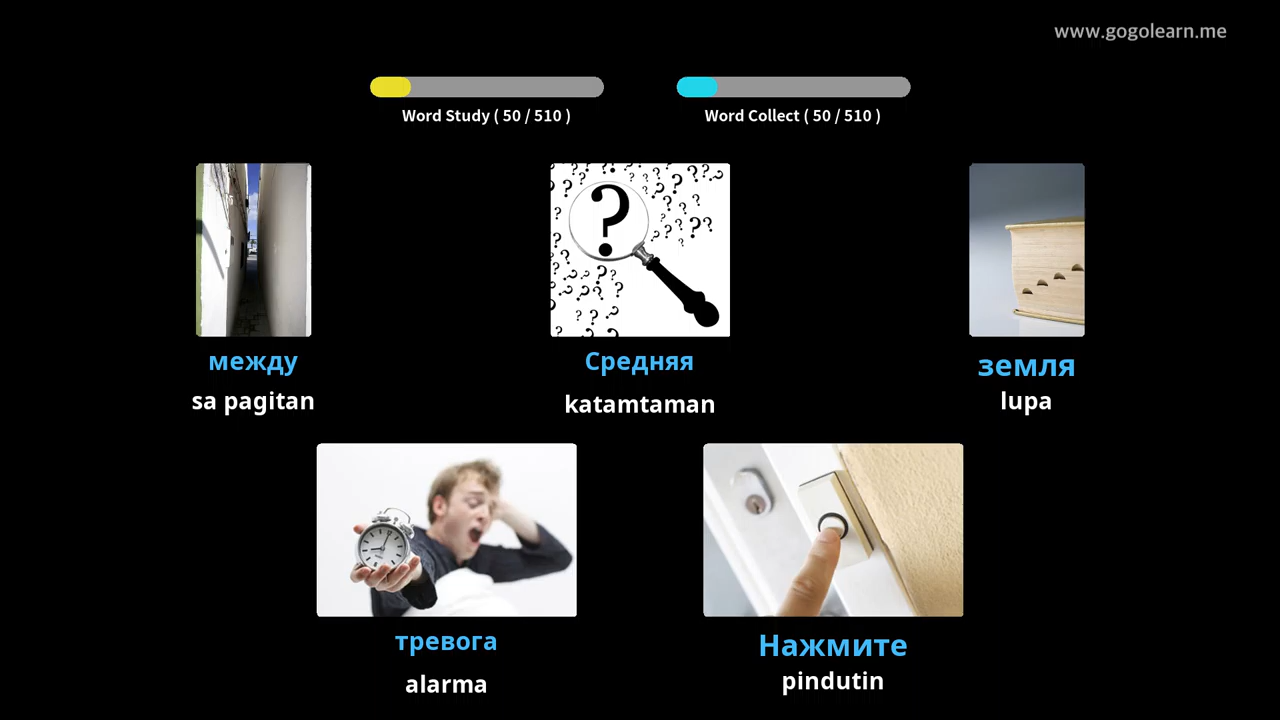 www.gogolearn.me
Word Study ( 50 / 510 )
Word Collect ( 50 / 510 )
между
sa pagitan
Средняя
katamtaman
земля
lupa
тревога
alarma
Нажмите
pindutin